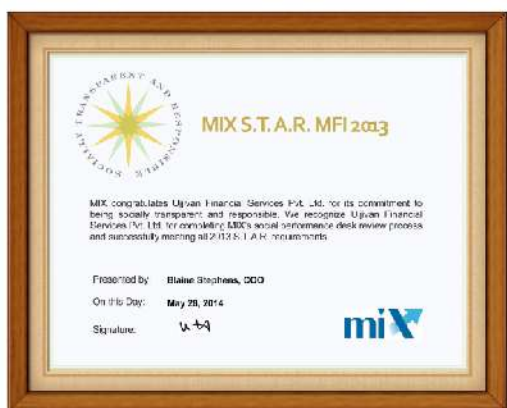 SOCIALLY TRANSPARENT AND RESPONSIBLE
MIX S.T.A.R. MFI 2013
MIX congratulates Ujjivan Financial Services Pvt. Ltd. for its commitment to
being socially transparent and responsible. We recognize Ujjivan Financial
Services Pvt. Ltd. for completing MIX's social performance desk review process
and successfully meeting all 2013 S.T.A.R. requirements.
Presented by Blaine Stephens, COO
On this Day: May 28, 2014
Signature:
mix